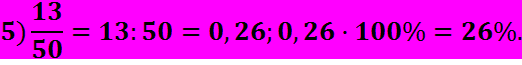 5) 13/50 = 13:50 = 0,26; 0,26 · 100% = 26%.